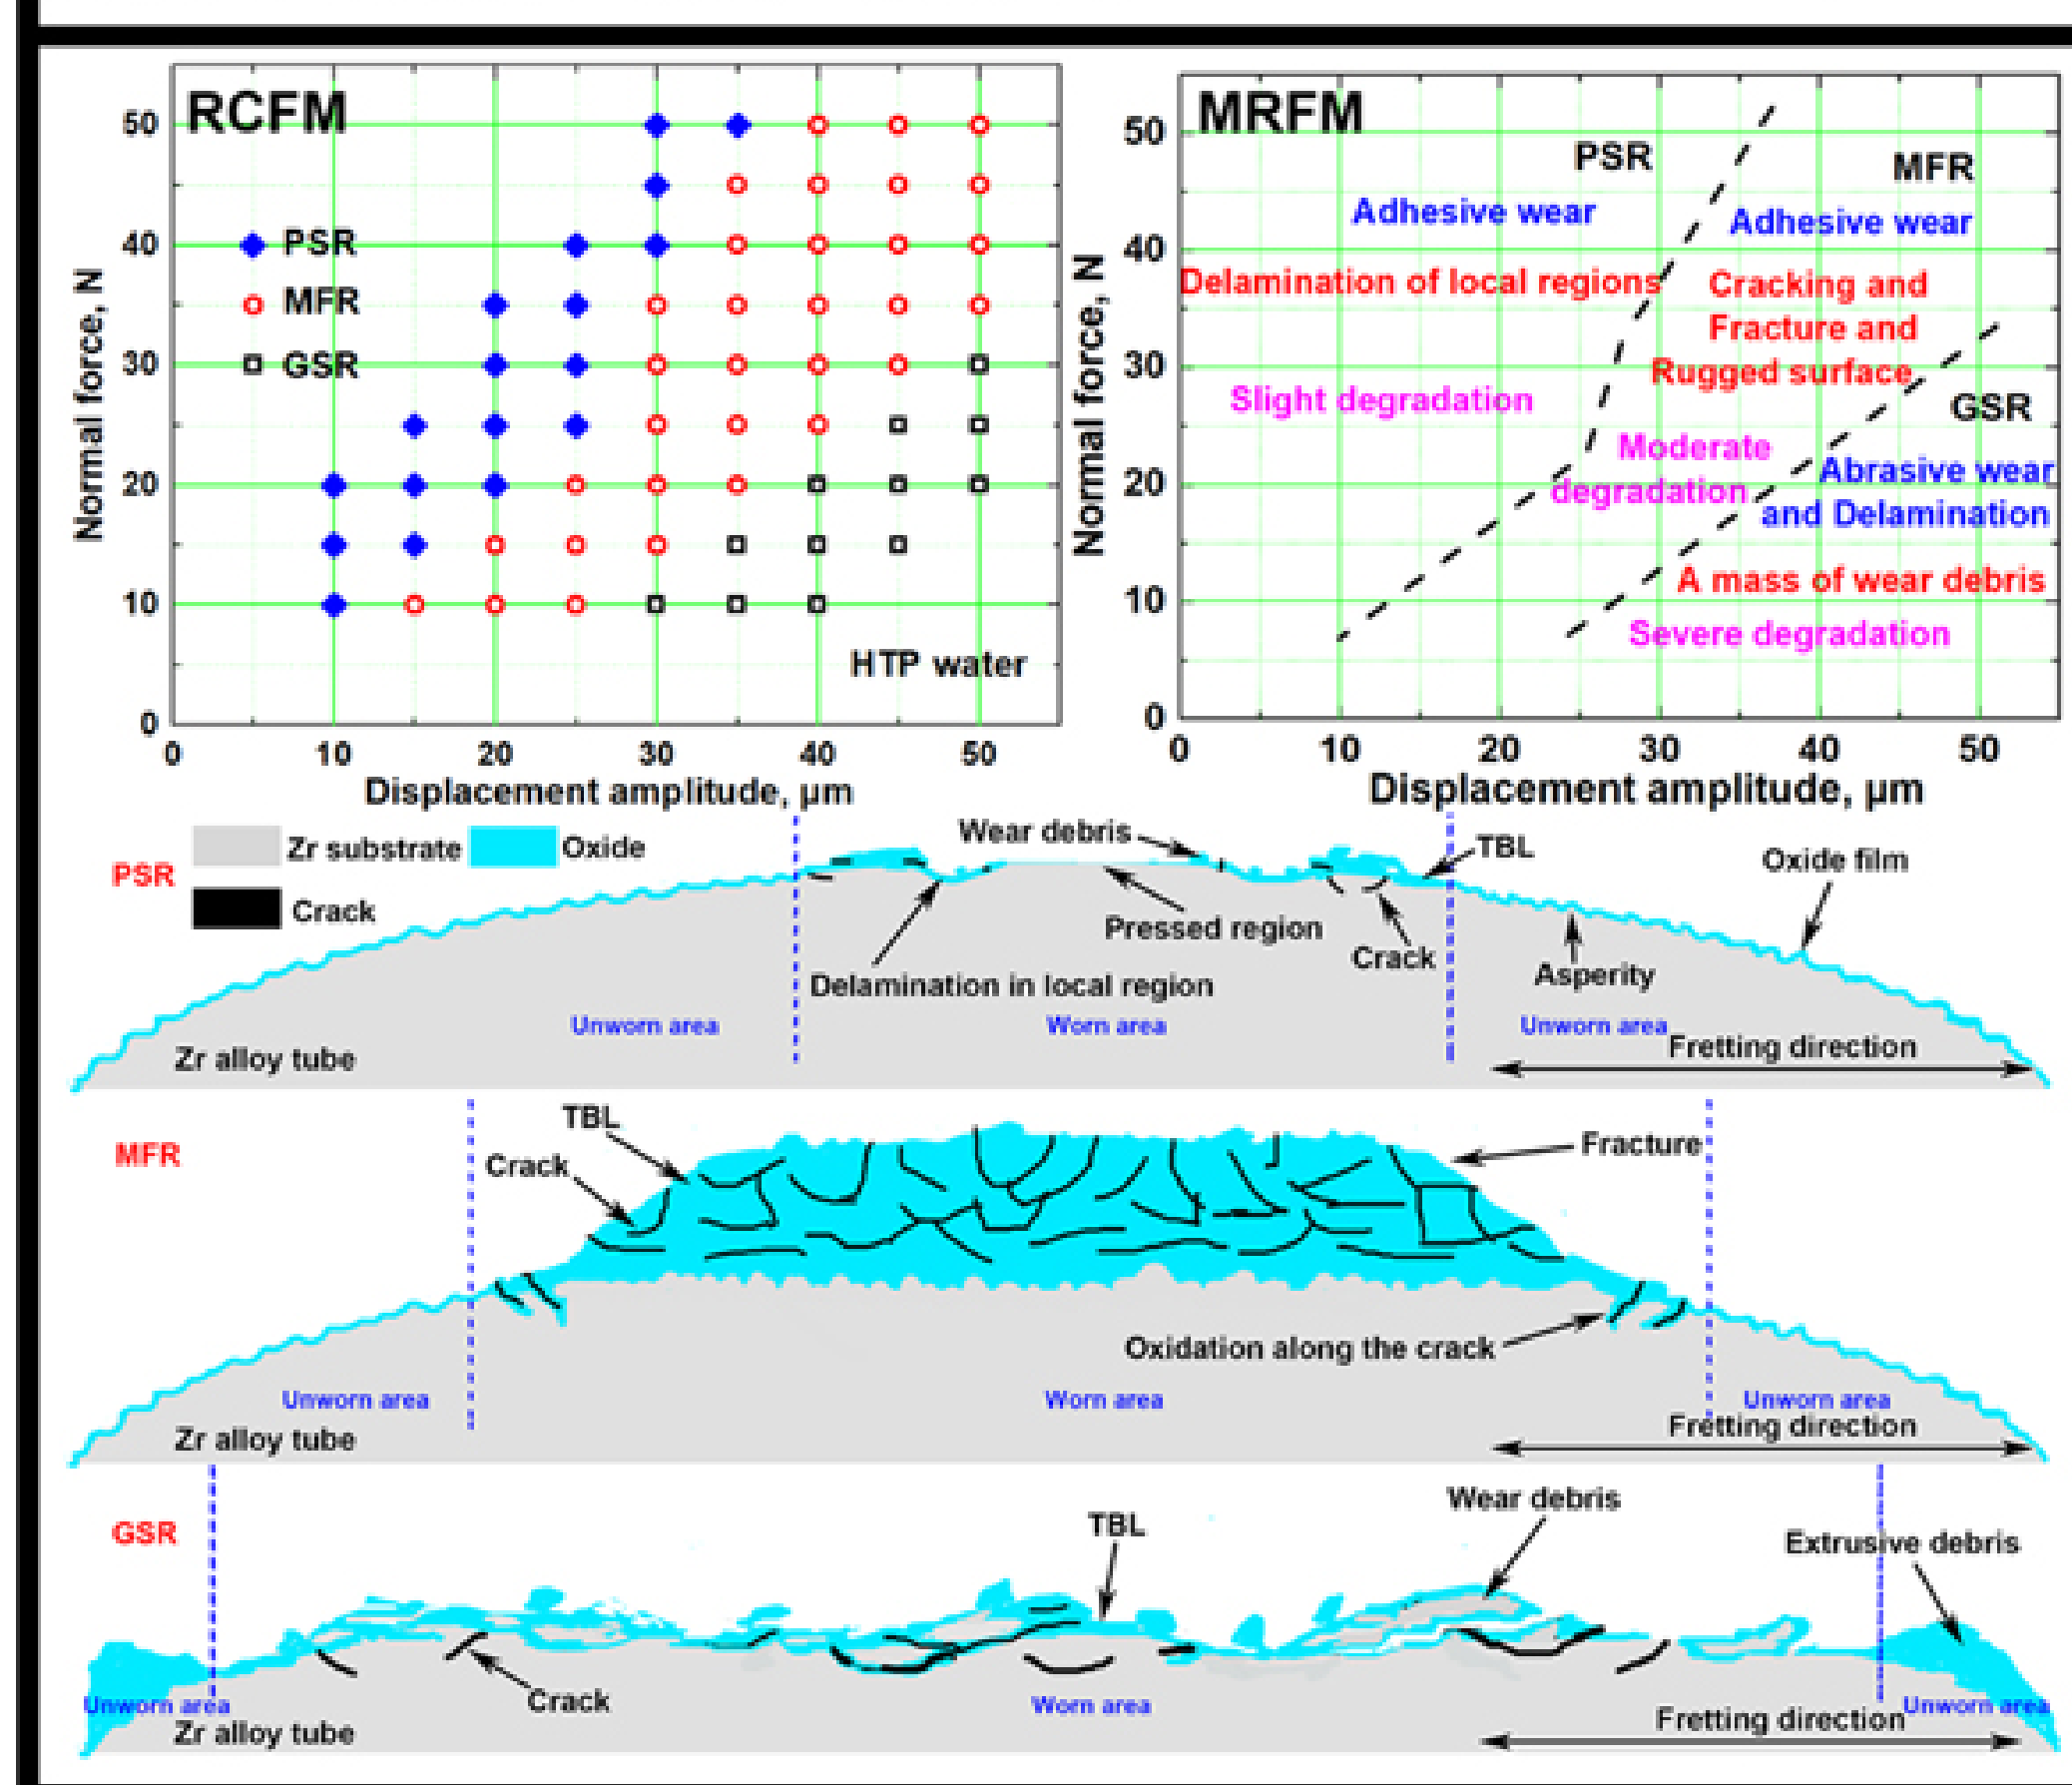 RCFM
50
40
30
20
10
0
PSR
MFR
GSR
HTP water
Normal force, N
0 10 20 30 40 50
Displacement amplitude, µm
MRFM
50
40
30
20
10
0
PSR
MFR
Adhesive wear
Adhesive wear
Delamination of local regions
Cracking and
Fracture and
Rugged surface
Slight degradation
GSR
Moderate
degradation
Abrasive wear
and Delamination
A mass of wear debris
Severe degradation
Normal force, N
0 10 20 30 40 50
Displacement amplitude, µm
PSR
Zr substrate
Oxide
Crack
Wear debris
TBL
Oxide film
Pressed region
Crack
Asperity
Delamination in local region
Unworn area
Worn area
Unworn area
Fretting direction
Zr alloy tube
MFR
TBL
Crack
Fracture
Oxidation along the crack
Unworn area
Worn area
Unworn area
Fretting direction
Zr alloy tube
GSR
TBL
Wear debris
Extrusive debris
Crack
Unworn area
Worn area
Unworn area
Fretting direction
Zr alloy tube